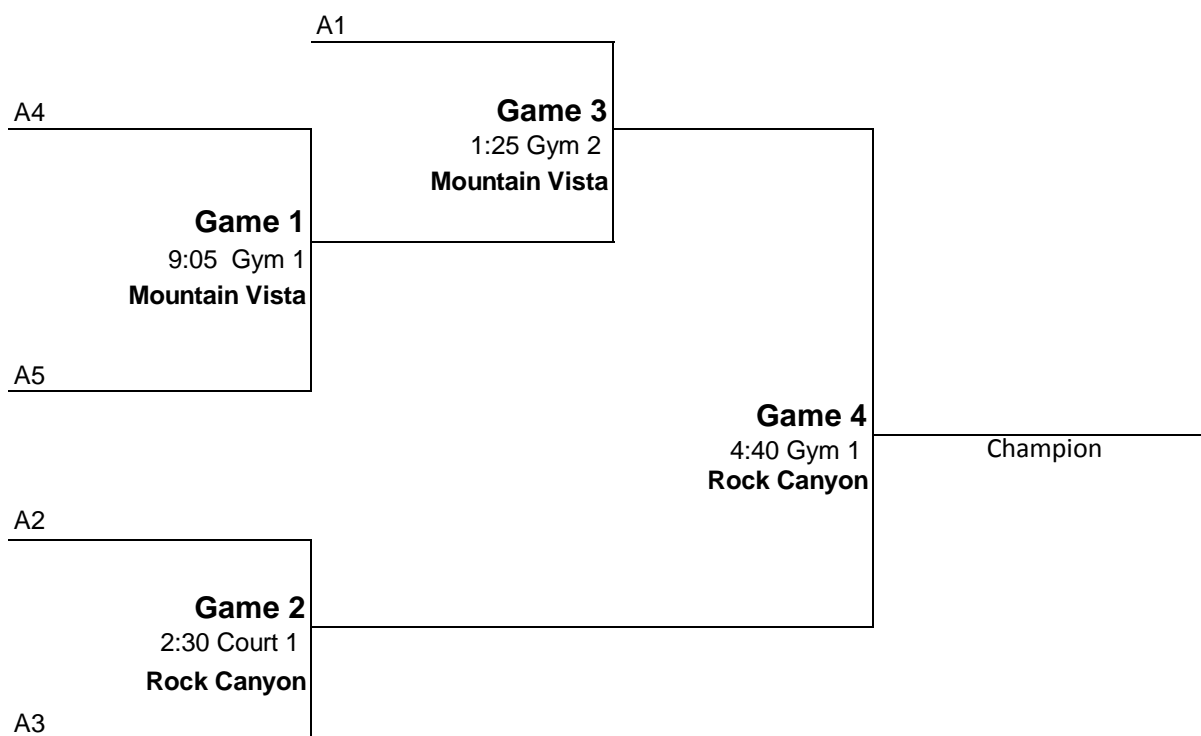 A1
A4
Game 3
1:25 Gym 2
Mountain Vista
Game 1
9:05 Gym 1
Mountain Vista
A5
Game 4
4:40 Gym 1
Rock Canyon
Champion
A2
Game 2
2:30 Court 1
Rock Canyon
A3